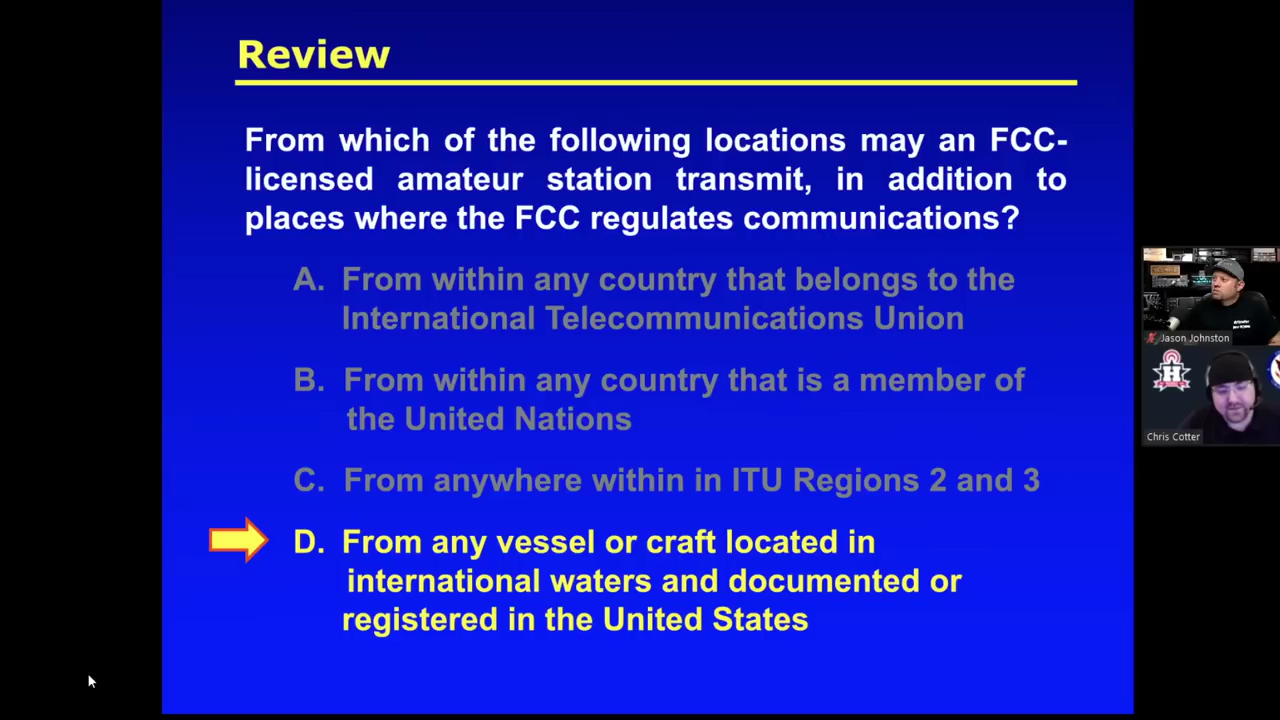 Review
From which of the following locations may an FCC-
licensed amateur station transmit, in addition to
places where the FCC regulates communications?
A. From within any country that belongs to the
International Telecommunications Union
B. From within any country that is a member of
the United Nations
C. From anywhere within in ITU Regions 2 and 3
D. From any vessel or craft located in
international waters and documented or
registered in the United States
Jason Johnston
H
Chris Cotter